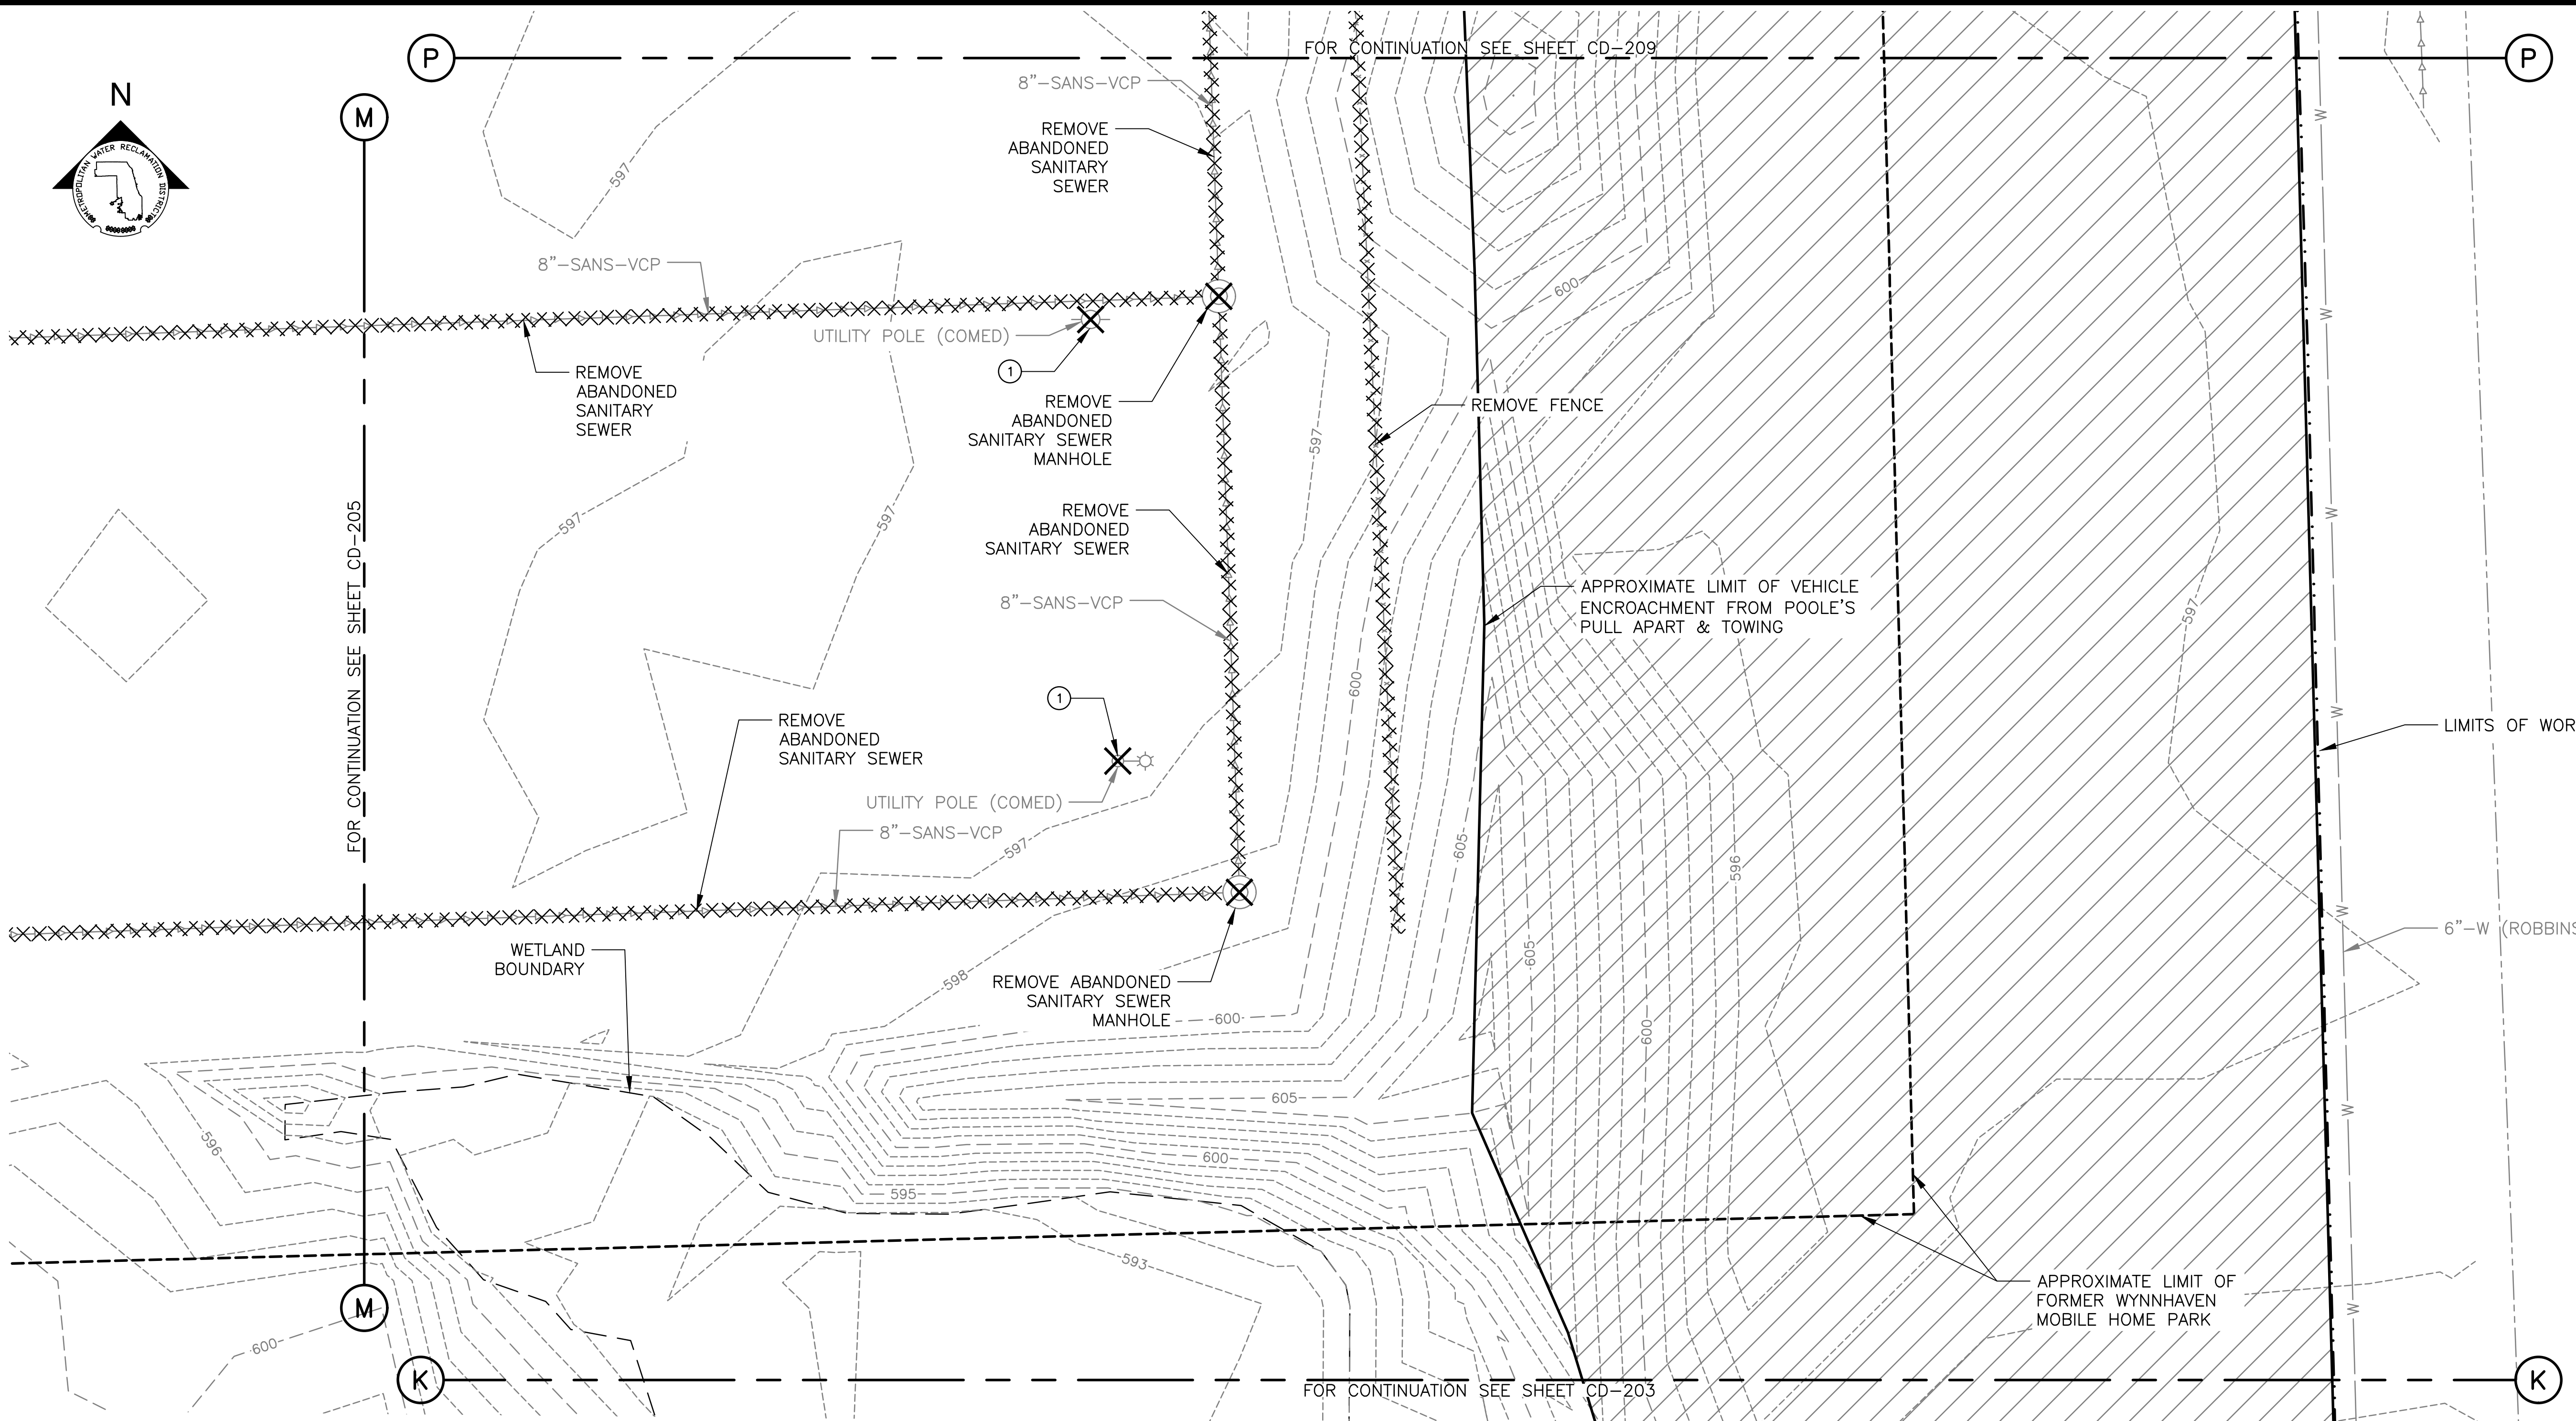 P
FOR CONTINUATION SEE SHEET CD-209
P
N
METROPOLITAN WATER RECLAMATION DISTRICT
M
8"-SANS-VCP
REMOVE
ABANDONED
SANITARY
SEWER
597
W
8"-SANS-VCP
UTILITY POLE (COMED)
1
600
W
REMOVE
ABANDONED
SANITARY
SEWER
REMOVE
ABANDONED
SANITARY SEWER
MANHOLE
REMOVE FENCE
597
597
597
FOR CONTINUATION SEE SHEET CD-205
REMOVE
ABANDONED
SANITARY SEWER
W
8"-SANS-VCP
APPROXIMATE LIMIT OF VEHICLE
ENCROACHMENT FROM POOLE'S
PULL APART & TOWING
597
600
1
REMOVE
ABANDONED
SANITARY SEWER
W
LIMITS OF WOR
UTILITY POLE (COMED)
8"-SANS-VCP
597
605
596
W
6"-W (ROBBINS
WETLAND
BOUNDARY
598
605
REMOVE ABANDONED
SANITARY SEWER
MANHOLE
600
600
605
W
596
600
595
593
APPROXIMATE LIMIT OF
FORMER WYNNHAVEN
MOBILE HOME PARK
W
M
600
K
FOR CONTINUATION SEE SHEET CD-203
K